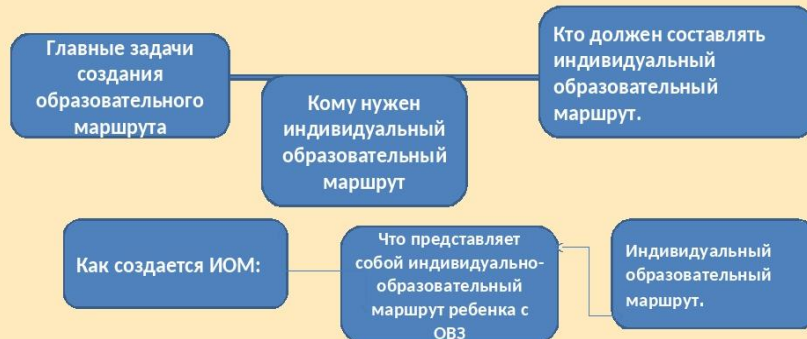 Главные задачи
создания
образовательного
маршрута
Кому нужен
индивидуальный
образовательный
маршрут
Кто должен составлять
индивидуальный
образовательный
маршрут.
Как создается ИОМ:
Что представляет
собой индивидуально-
образовательный
маршрут ребенка с
ОВЗ
Индивидуальный
образовательный
маршрут.